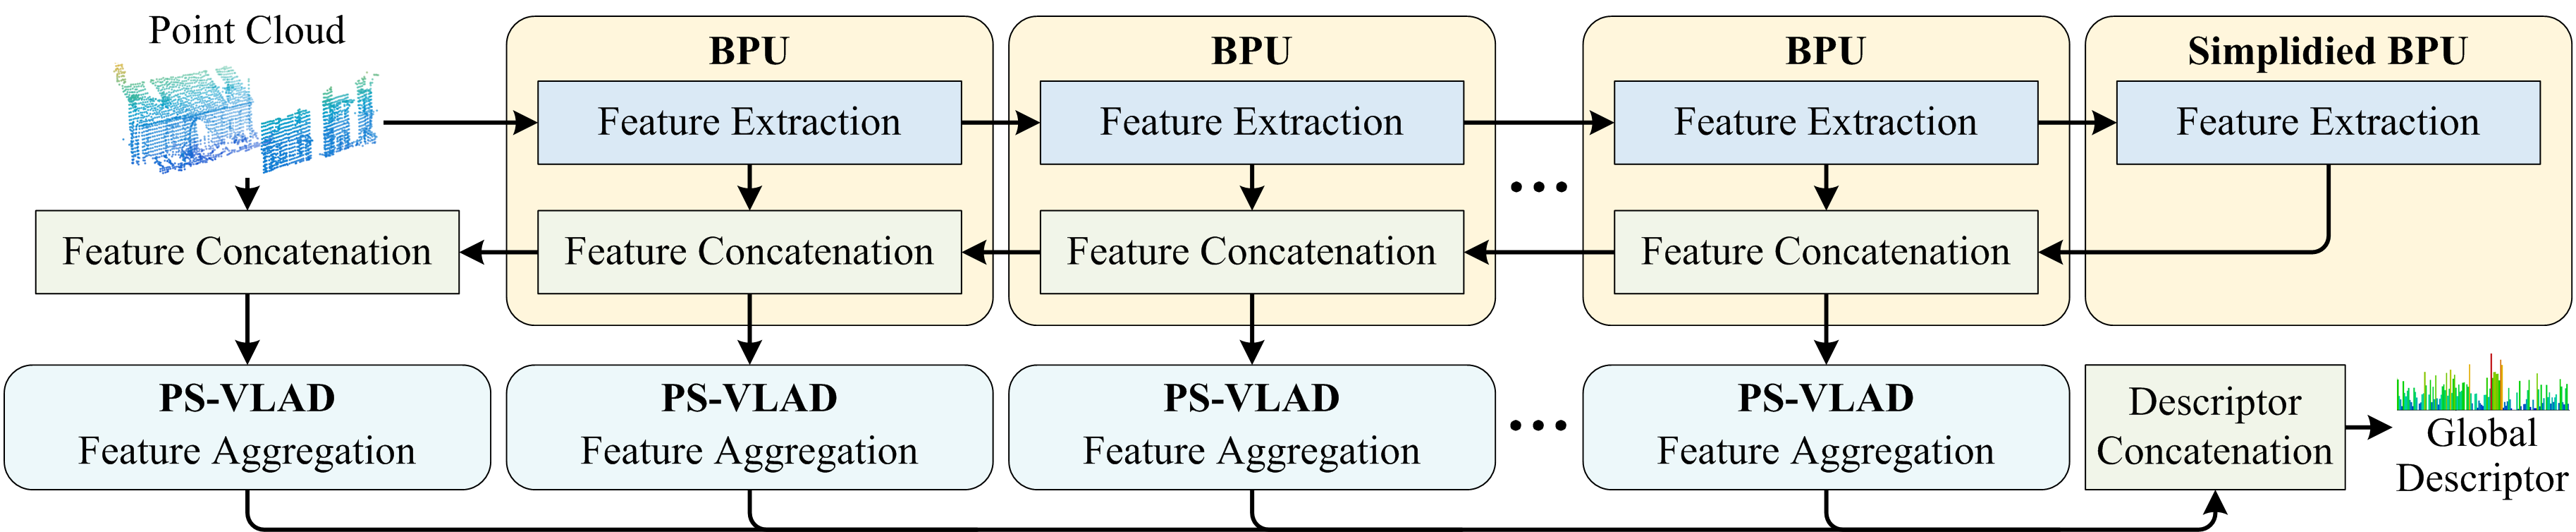 Point Cloud
BPU
BPU
BPU
Simplidied BPU
Feature Extraction
Feature Extraction
Feature Extraction
Feature Extraction
...
Feature Concatenation
Feature Concatenation
Feature Concatenation
Feature Concatenation
PS-VLAD
Feature Aggregation
PS-VLAD
Feature Aggregation
PS-VLAD
Feature Aggregation
...
PS-VLAD
Feature Aggregation
Descriptor
Concatenation
Global
Descriptor